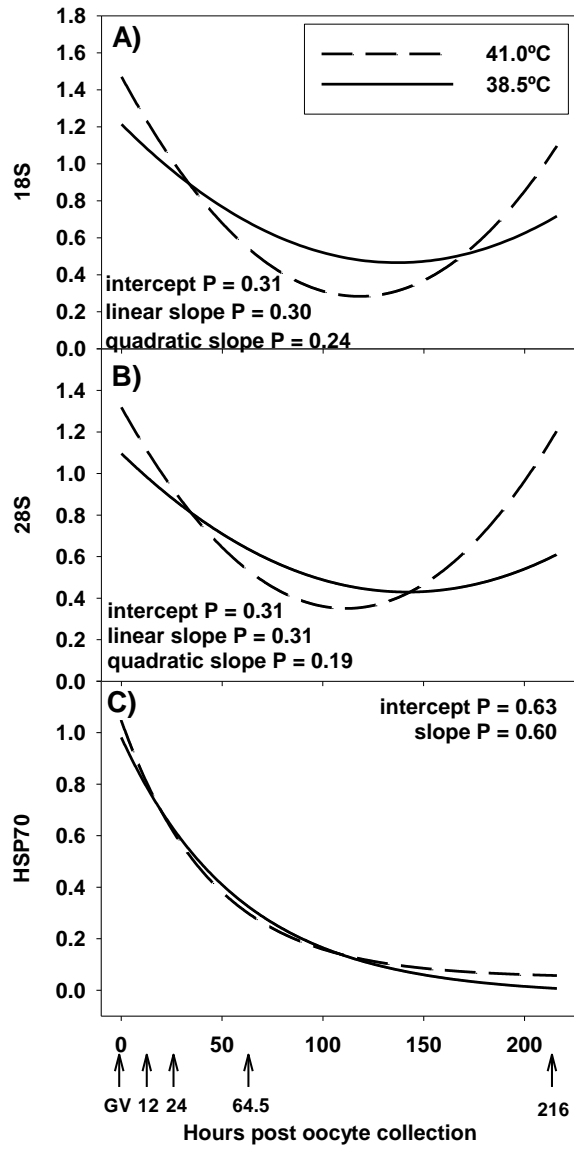 A)
41.0ºC
38.5ºC
1.8
1.6
1.4
1.2
1.0
0.8
0.6
0.4
0.2
0.0
18S
intercept P = 0.31
linear slope P = 0.30
quadratic slope P = 0.24
B)
1.4
1.2
1.0
0.8
0.6
0.4
0.2
0.0
28S
intercept P = 0.31
linear slope P = 0.31
quadratic slope P = 0.19
C)
intercept P = 0.63
slope P = 0.60
1.0
0.8
0.6
0.4
0.2
0.0
HSP70
0 50 100 150 200
GV 12 24 64.5 216
Hours post oocyte collection